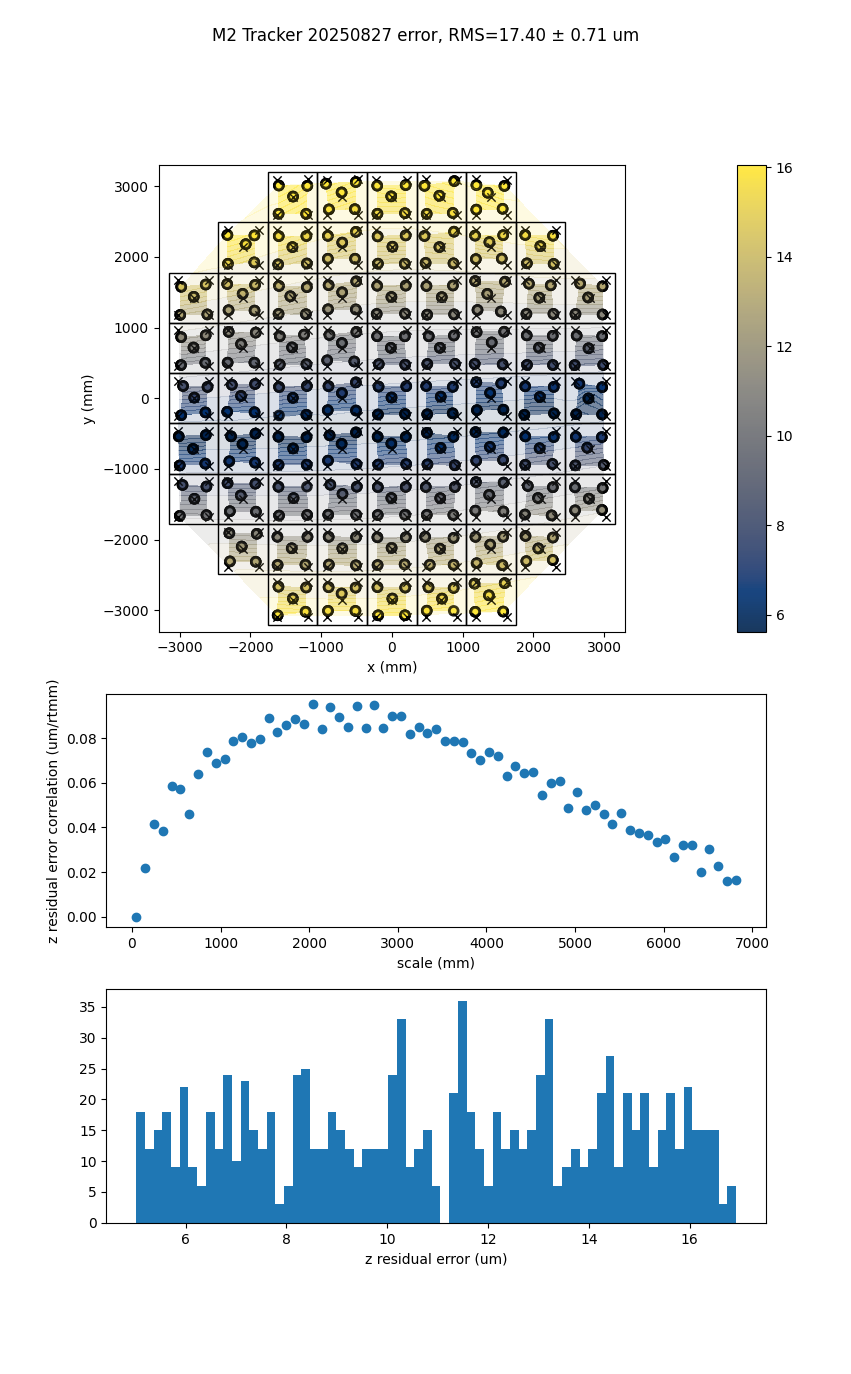 M2 Tracker 20250827 error, RMS=17.40 ± 0.71 um
3000
2000
1000
0
−1000
−2000
−3000
y (mm)
−3000 −2000 −1000 0 1000 2000 3000
x (mm)
16
14
12
10
8
6
z residual error correlation (um/rtmm)
0.08
0.06
0.04
0.02
0.00
0 1000 2000 3000 4000 5000 6000 7000
scale (mm)
35
30
25
20
15
10
5
0
6 8 10 12 14 16
z residual error (um)